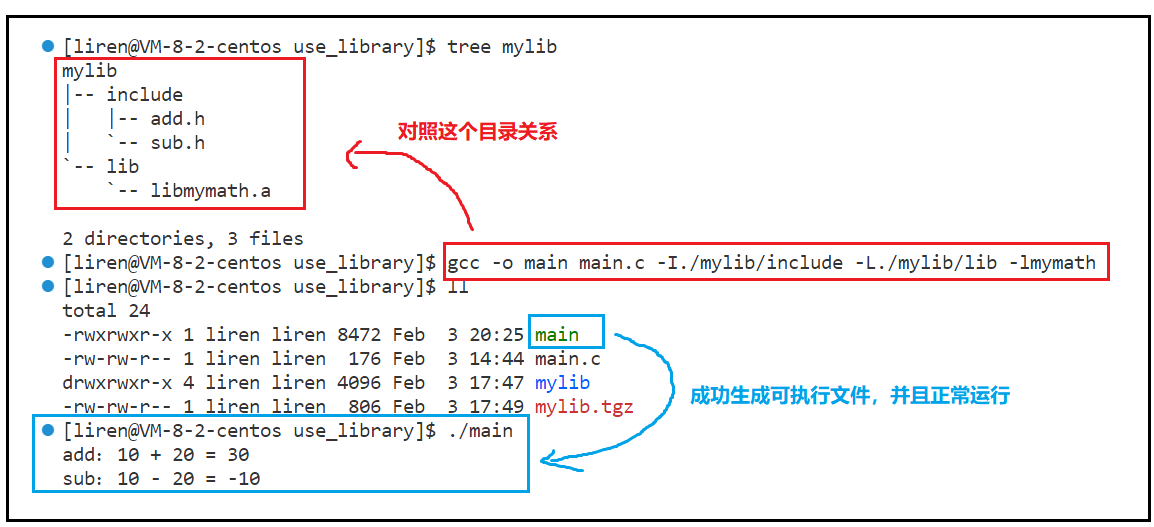 [liren@VM-8-2-centos use_library]$ tree mylib
mylib
|-- include
|   |-- add.h
|   `-- sub.h
`-- lib
    `-- libmymath.a
对照这个目录关系
2 directories, 3 files
[liren@VM-8-2-centos use_library]$ gcc -o main main.c -I./mylib/include -L./mylib/lib -lmymath
[liren@VM-8-2-centos use_library]$ ll
total 24
-rwxrwxr-x 1 liren liren 8472 Feb  3 20:25 main
-rw-rw-r-- 1 liren liren  176 Feb  3 14:44 main.c
drwxrwxr-x 4 liren liren 4096 Feb  3 17:47 mylib
-rw-rw-r-- 1 liren liren  806 Feb  3 17:49 mylib.tgz
成功生成可执行文件，并且正常运行
[liren@VM-8-2-centos use_library]$ ./main
add: 10 + 20 = 30
sub: 10 - 20 = -10